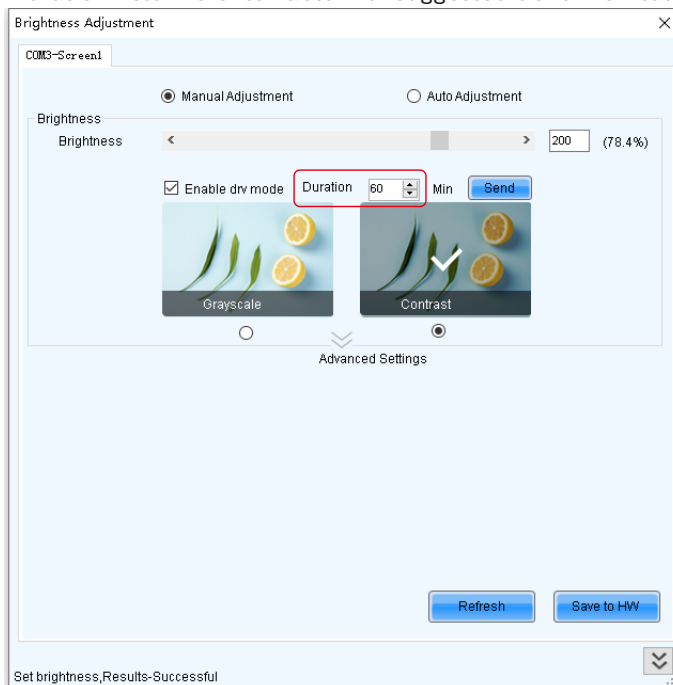 Brightness Adjustment
COM3-Screen1
Manual Adjustment Auto Adjustment
Brightness
Brightness 200 (78.4%)
Enable drv mode Duration 60 Min Send
Grayscale Contrast
Advanced Settings
Refresh Save to HW
Set brightness,Results-Successful